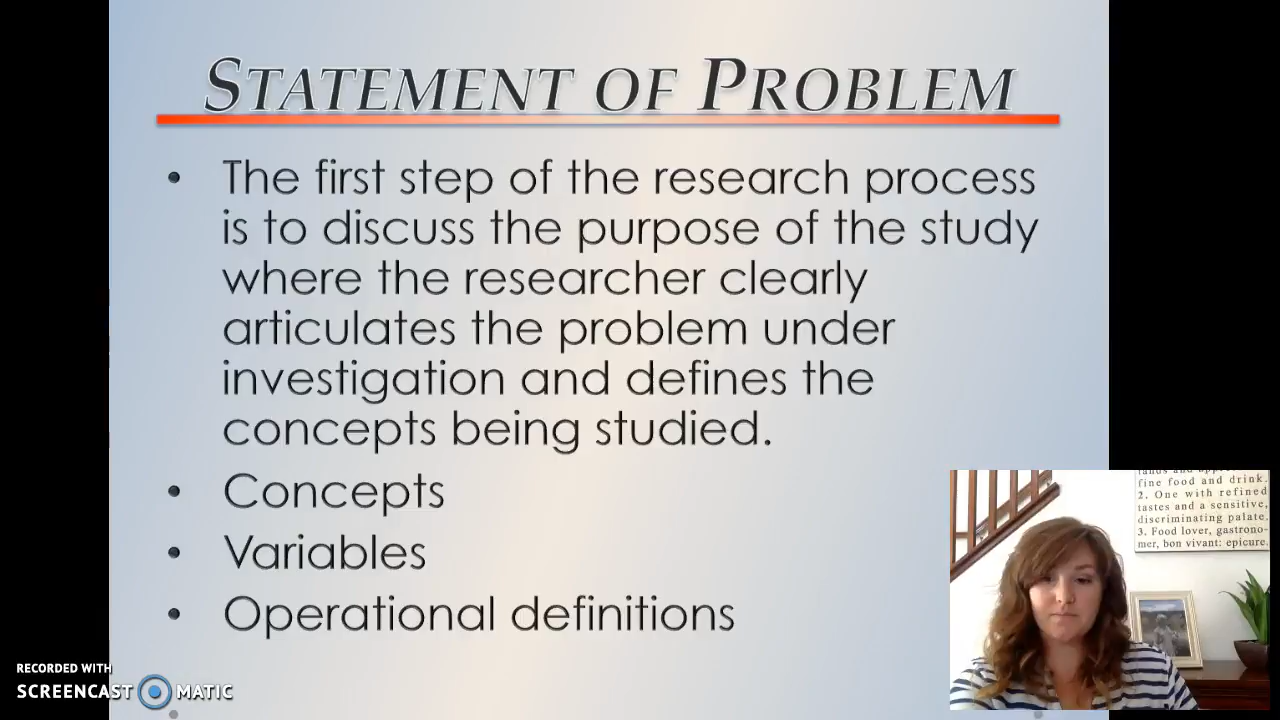 STATEMENT OF PROBLEM
• The first step of the research process
is to discuss the purpose of the study
where the researcher clearly
articulates the problem under
investigation and defines the
concepts being studied.
• Concepts
• Variables
• Operational definitions
fine food and drink.
2. One with refined
tastes and a sensitive,
discriminating palate.
3. Food lover, gastrono-
mer, bon vivant: epicure.
RECORDED WITH
SCREENCAST MATIC